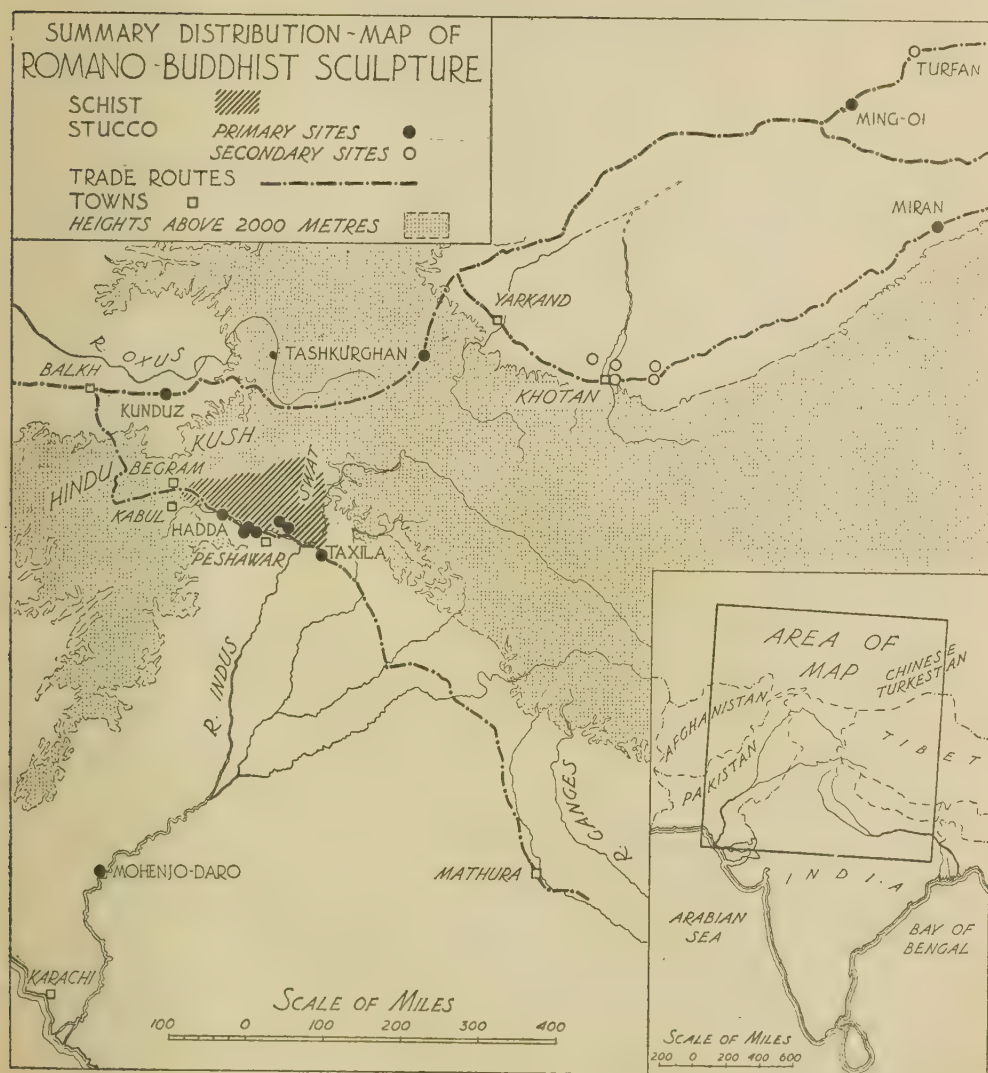 SUMMARY DISTRIBUTION-MAP OF
ROMANO-BUDDHIST SCULPTURE
SCHIST
STUCCO PRIMARY SITES
SECONDARY SITES
TRADE ROUTES
TOWNS
HEIGHTS ABOVE 2000 METRES
TURFAN
MING-OI
MIRAN
YARKAND
R. OXUS
TASHKURGHAN
BALKH
KHOTAN
KUNDUZ
HINDU KUSH
BEGRAM
SWAT
KABUL
HADDA
PESHAWAR
TAXILA
R. INDUS
R. GANGES
MOHENJO-DARO
MATHURA
KARACHI
SCALE OF MILES
100 0 100 200 300 400
AREA OF
MAP
CHINESE
TURKESTAN
AFGHANISTAN
PAKISTAN
TIBET
INDIA
ARABIAN
SEA
BAY OF
BENGAL
SCALE OF MILES
200 0 200 400 600